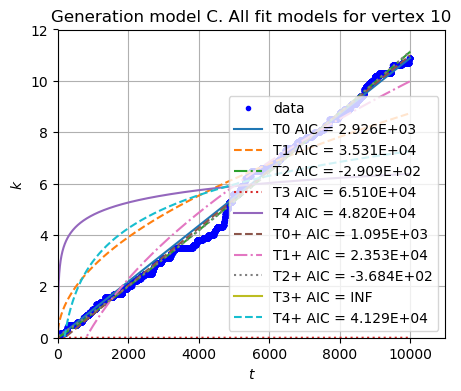 Generation model C. All fit models for vertex 10
12
10
8
6
4
2
0
k
data
T0 AIC = 2.926E+03
T1 AIC = 3.531E+04
T2 AIC = -2.909E+02
T3 AIC = 6.510E+04
T4 AIC = 4.820E+04
T0+ AIC = 1.095E+03
T1+ AIC = 2.353E+04
T2+ AIC = -3.684E+02
T3+ AIC = INF
T4+ AIC = 4.129E+04
0 2000 4000 6000 8000 10000
t